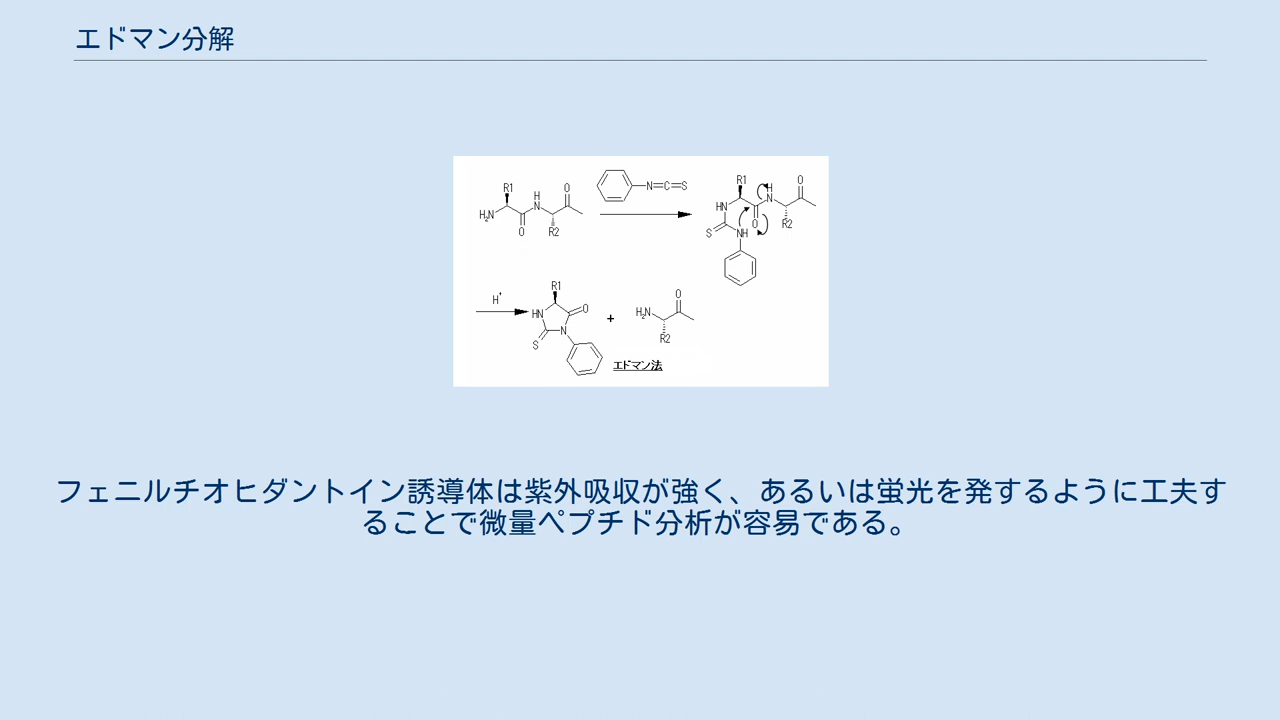 エドマン分解
R1 H O N=C=S R1 H O
H₂N N HN N
O R2 O R2
S NH
H⁺ R1 O
HN O + H₂N
N R2
S
エドマン法
フェニルチオヒダントイン誘導体は紫外吸収が強く、あるいは蛍光を発するように工夫す
ることで微量ペプチド分析が容易である。